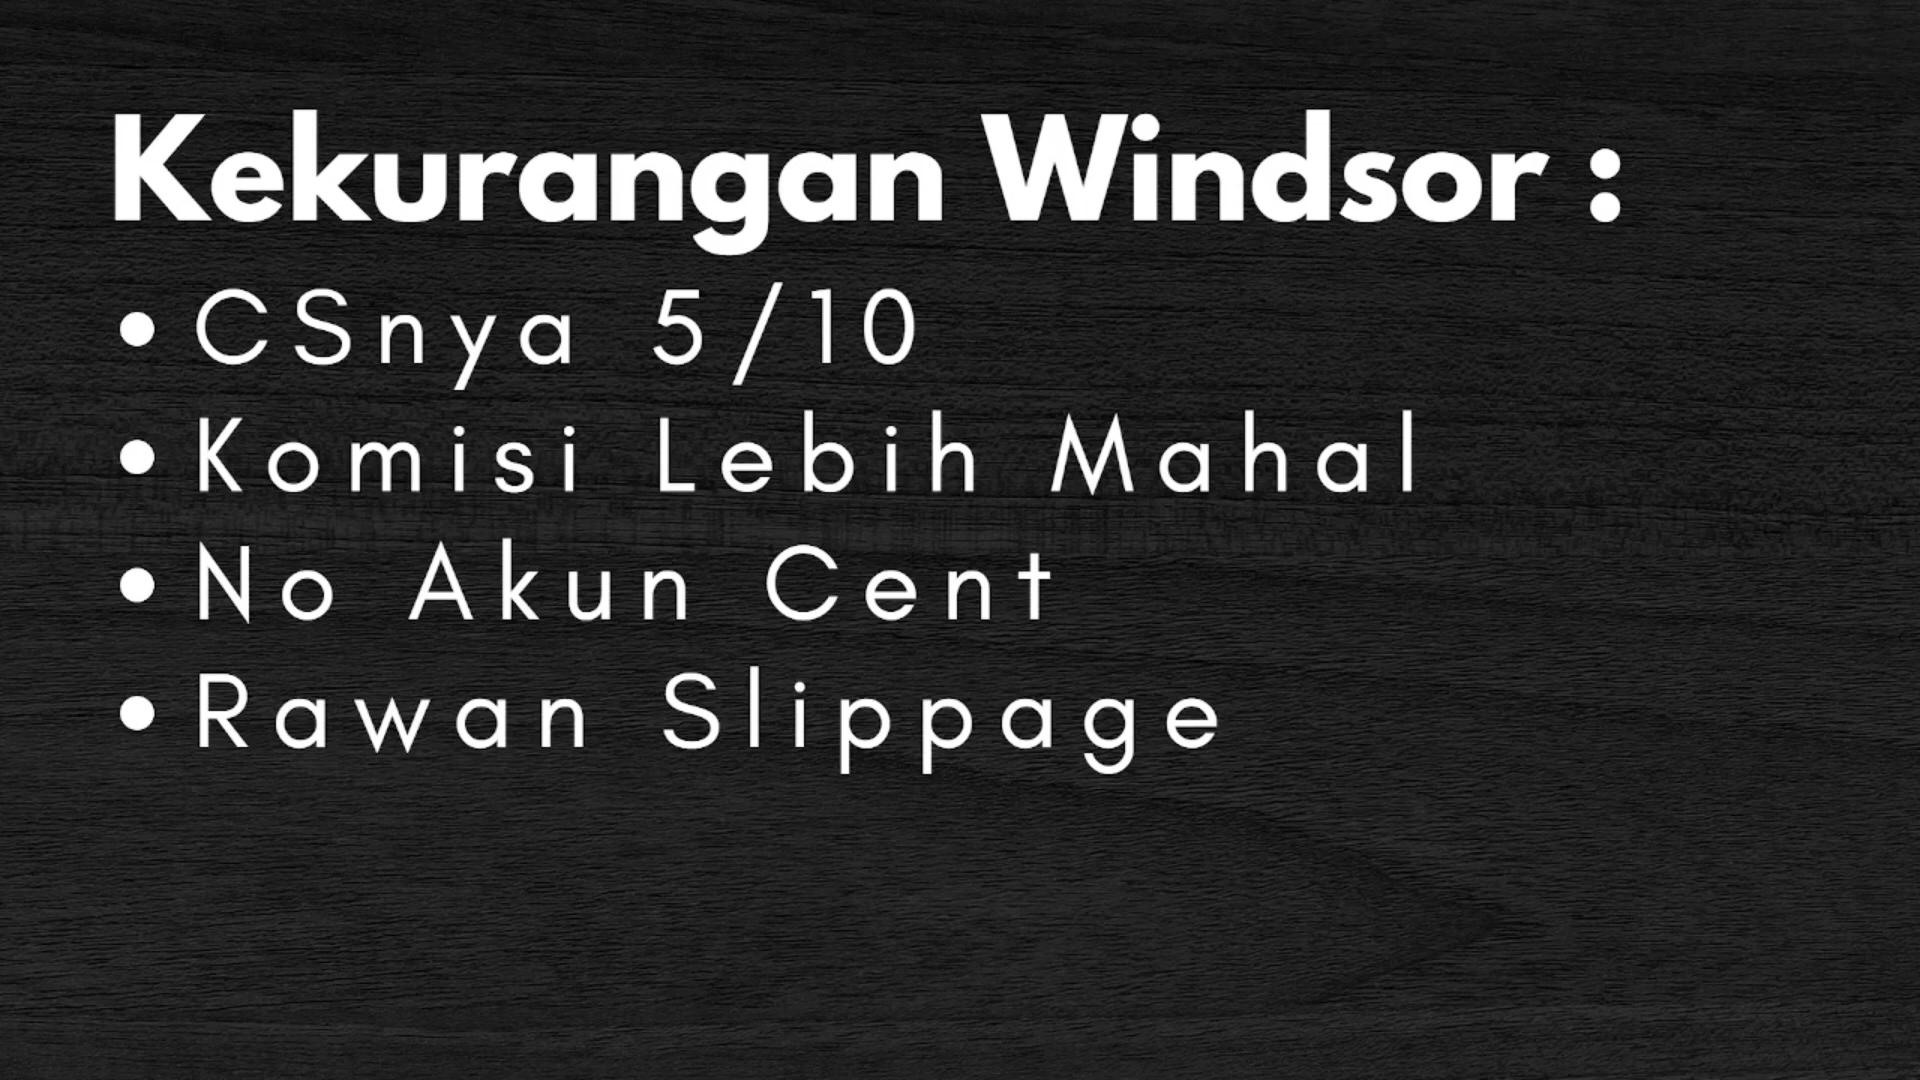 Kekurangan Windsor :
• CSnya 5/10
• Komisi Lebih Mahal
• No Akun Cent
• Rawan Slippage